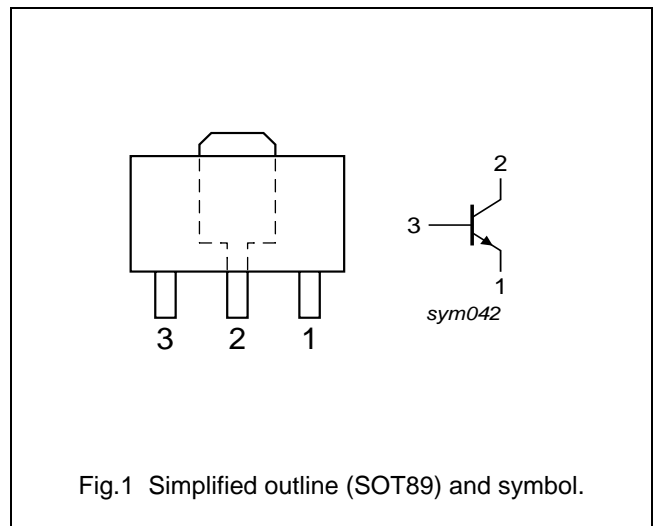 2
3
1
sym042
3 2 1
Fig.1 Simplified outline (SOT89) and symbol.